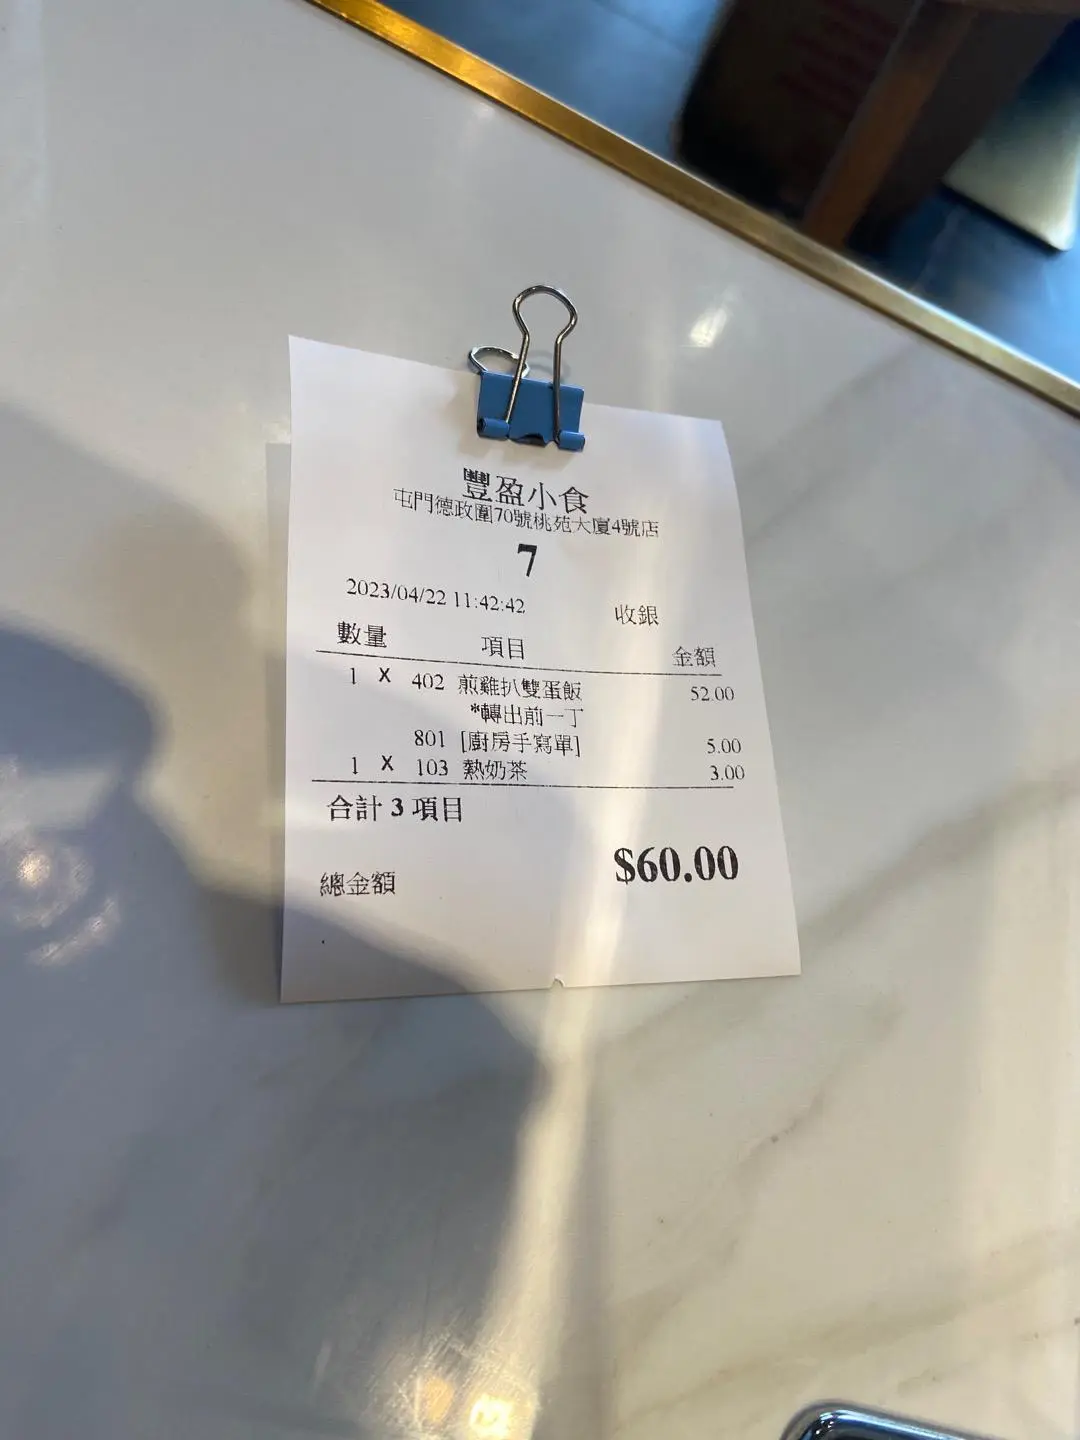 豐盈小食
屯門德政圍70號桃苑大廈4號店
7
2023/04/22 11:42:42 收銀
數量 項目 金額
1 X 402 煎雞扒雙蛋飯 52.00
*轉出前一丁
801 [廚房手寫單] 5.00
1 X 103 熱奶茶 3.00
合計 3 項目
總金額 $60.00